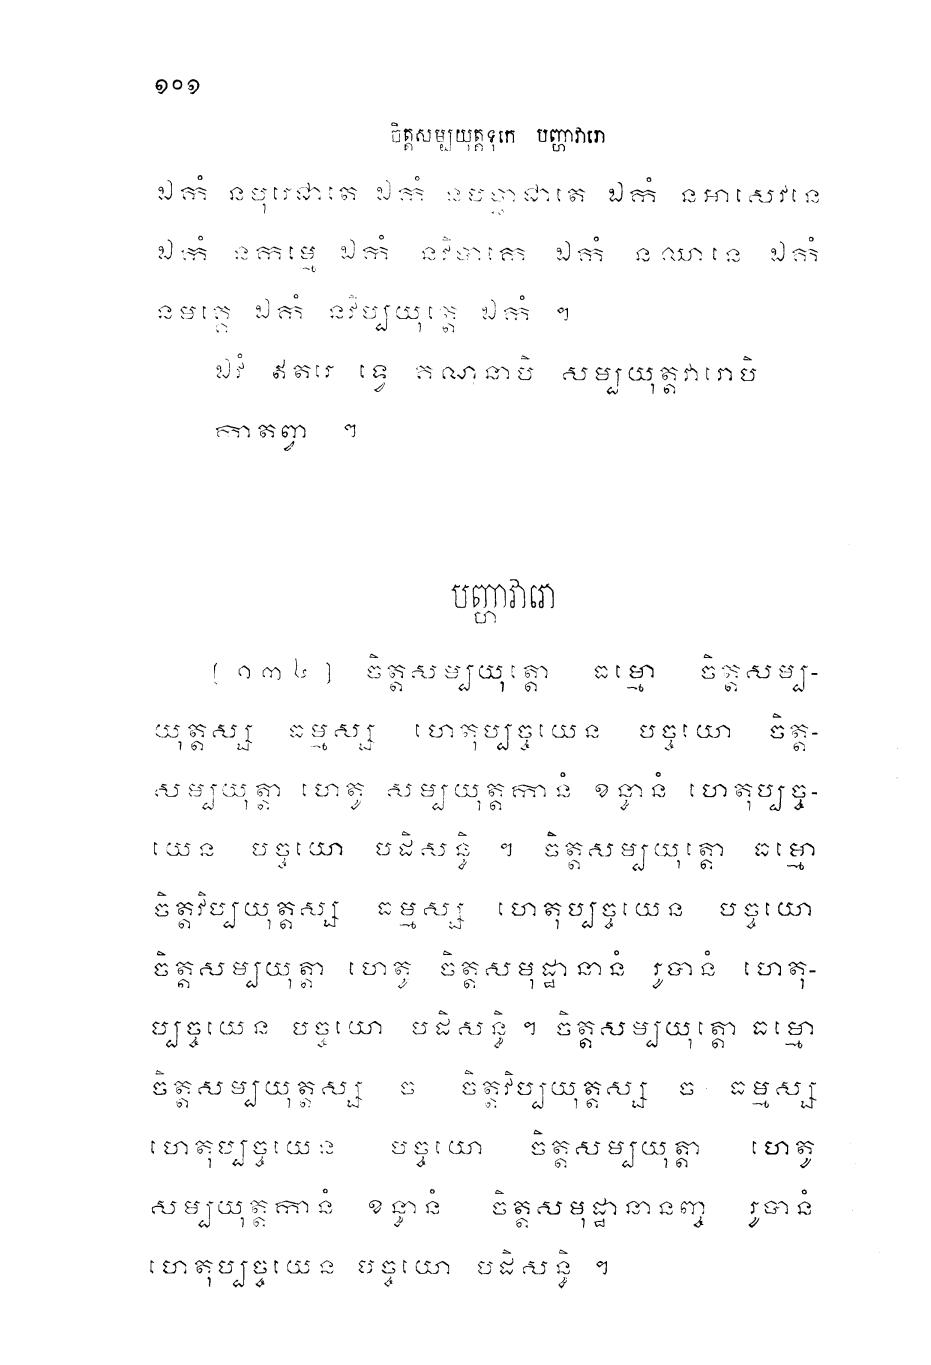 ១០១
ចិត្តសម្បយុត្តទុកេ បញ្ហាវារោ
ឯកំ នបុរេជាតេ ឯកំ នបច្ឆាជាតេ ឯកំ នអាសេវនេ
ឯកំ នកម្មេ ឯកំ នវិបាកេ ឯកំ នឈានេ ឯកំ
នមគ្គេ ឯកំ នវិប្បយុត្តេ ឯកំ ។
ឯវំ ឥតរេ ទ្វេ គណនាបិ សម្បយុត្តវារោបិ
កាតព្វា ។
បញ្ហាវារោ
[១៣៤] ចិត្តសម្បយុត្តោ ធម្មោ ចិត្តសម្ប-
យុត្តស្ស ធម្មស្ស ហេតុប្បច្ចយេន បច្ចយោ ចិត្ត-
សម្បយុត្តា ហេតូ សម្បយុត្តកានំ ខន្ធានំ ហេតុប្បច្ច-
យេន បច្ចយោ បដិសន្ធិ ។ ចិត្តសម្បយុត្តោ ធម្មោ
ចិត្តវិប្បយុត្តស្ស ធម្មស្ស ហេតុប្បច្ចយេន បច្ចយោ
ចិត្តសម្បយុត្តា ហេតូ ចិត្តសមុដ្ឋានានំ រូបានំ ហេតុ-
ប្បច្ចយេន បច្ចយោ បដិសន្ធិ ។ ចិត្តសម្បយុត្តោ ធម្មោ
ចិត្តសម្បយុត្តស្ស ច ចិត្តវិប្បយុត្តស្ស ច ធម្មស្ស
ហេតុប្បច្ចយេន បច្ចយោ ចិត្តសម្បយុត្តា ហេតូ
សម្បយុត្តកានំ ខន្ធានំ ចិត្តសមុដ្ឋានានញ្ច រូបានំ
ហេតុប្បច្ចយេន បច្ចយោ បដិសន្ធិ ។